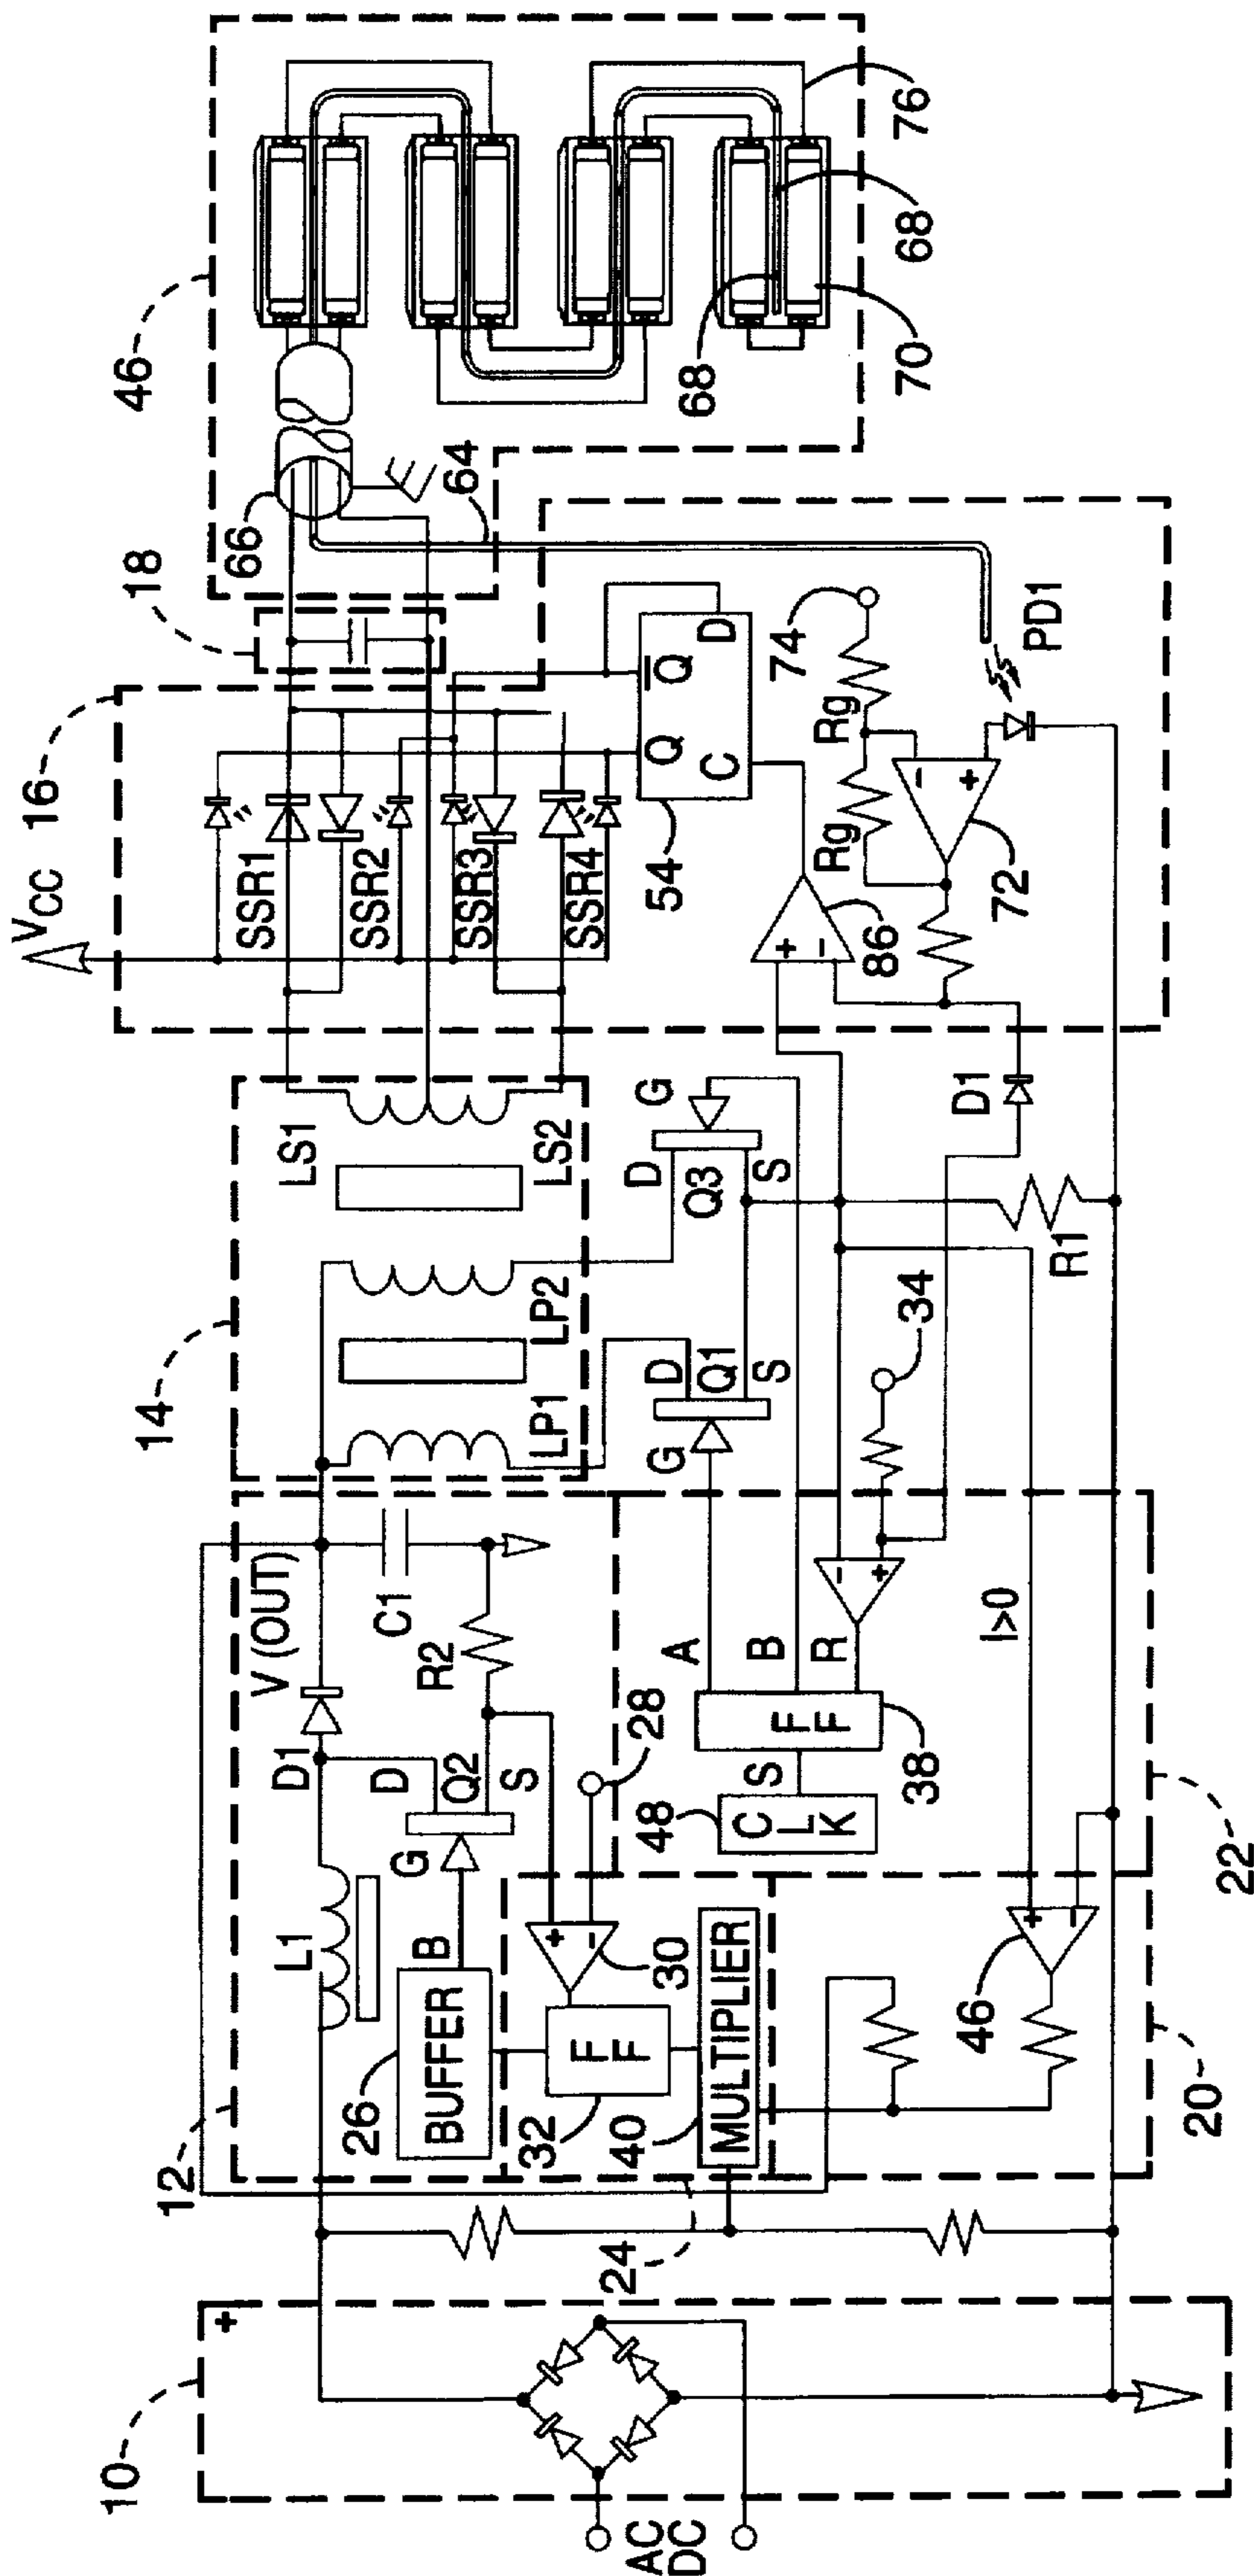 10
+
AC
DC
12
L1
D1
V (OUT)
D
G
Q2
S
B
BUFFER
26
C1
R2
28
+
-
30
F
F
32
40
MULTIPLIER
24
20
46
+
-
I>0
22
48
C
L
K
S
F
F
38
A
B
R
-
+
34
14
LP1
LP2
LS1
LS2
G
D
Q1
S
D
Q3
S
G
R1
D1
VCC
16
SSR1
SSR2
SSR3
SSR4
18
54
Q
Q̅
C
D
+
-
86
Rg
Rg
74
-
+
72
PD1
64
66
46
68
68
70
76